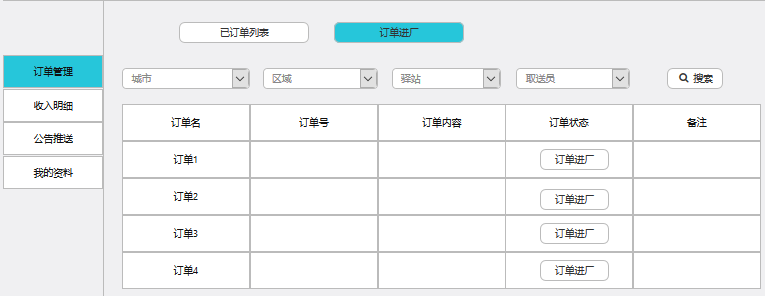 已订单列表 订单进厂
订单管理
收入明细
公告推送
我的资料
城市 区域 驿站 取送员 搜索
订单名 订单号 订单内容 订单状态 备注
订单1 订单进厂
订单2 订单进厂
订单3 订单进厂
订单4 订单进厂